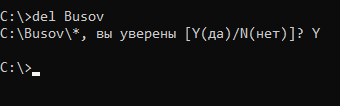 C:\>del Busov
C:\Busov\*, вы уверены [Y(да)/N(нет)]? Y
C:\>